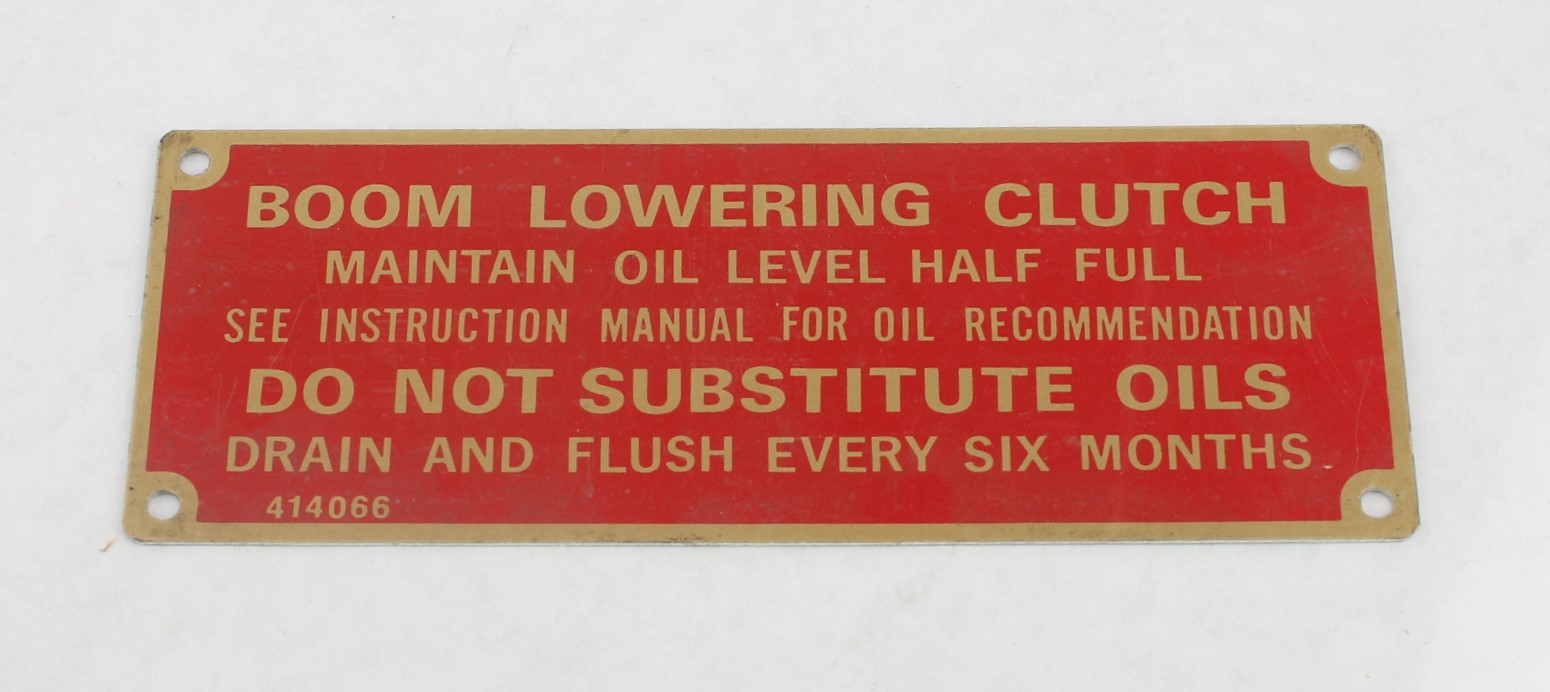 BOOM LOWERING CLUTCH
MAINTAIN OIL LEVEL HALF FULL
SEE INSTRUCTION MANUAL FOR OIL RECOMMENDATION
DO NOT SUBSTITUTE OILS
DRAIN AND FLUSH EVERY SIX MONTHS
414066